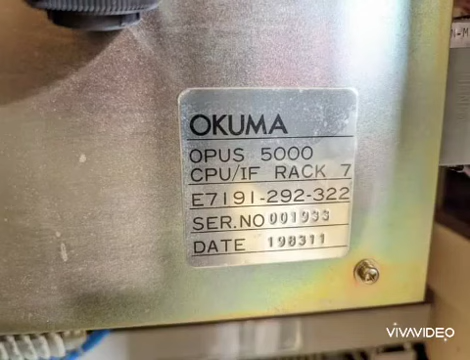 OKUMA
OPUS 5000
CPU/IF RACK 7
E7191-292-322
SER.NO 001933
DATE 198311
VIVAVIDEO